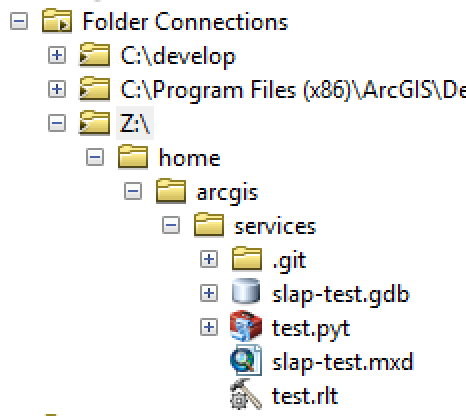 Folder Connections
C:\develop
C:\Program Files (x86)\ArcGIS\De
Z:\
home
arcgis
services
.git
slap-test.gdb
test.pyt
slap-test.mxd
test.rlt